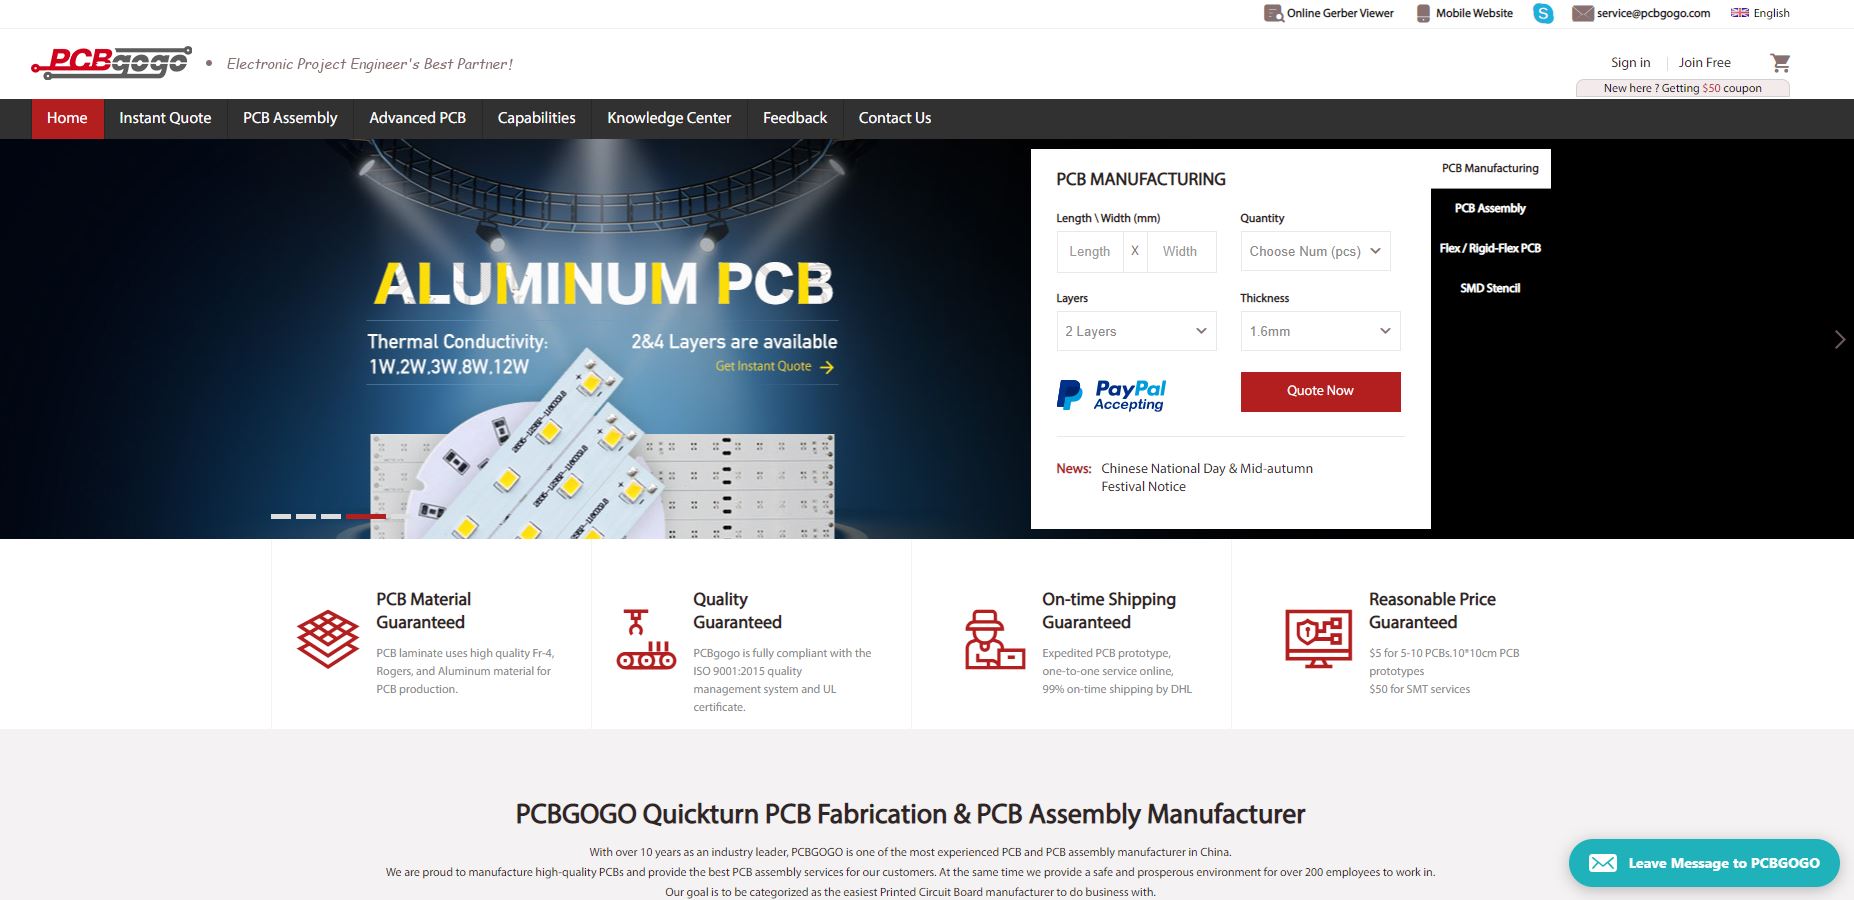 Online Gerber Viewer
Mobile Website
service@pcbgogo.com
English
PCBgogo
Electronic Project Engineer's Best Partner!
Sign in
Join Free
New here ? Getting $50 coupon
Home
Instant Quote
PCB Assembly
Advanced PCB
Capabilities
Knowledge Center
Feedback
Contact Us
ALUMINUM PCB
Thermal Conductivity:
1W,2W,3W,8W,12W
2&4 Layers are available
Get Instant Quote
PCB MANUFACTURING
Length \ Width (mm)
Quantity
Length X Width
Choose Num (pcs)
Layers
Thickness
2 Layers
1.6mm
PayPal
Accepting
Quote Now
News: Chinese National Day & Mid-autumn
Festival Notice
PCB Manufacturing
PCB Assembly
Flex / Rigid-Flex PCB
SMD Stencil
PCB Material
Guaranteed
PCB laminate uses high quality Fr-4,
Rogers, and Aluminum material for
PCB production.
Quality
Guaranteed
PCBgogo is fully compliant with the
ISO 9001:2015 quality
management system and UL
certificate.
On-time Shipping
Guaranteed
Expedited PCB prototype,
one-to-one service online,
99% on-time shipping by DHL
Reasonable Price
Guaranteed
$5 for 5-10 PCBs.10*10cm PCB
prototypes
$50 for SMT services
PCBGOGO Quickturn PCB Fabrication & PCB Assembly Manufacturer
With over 10 years as an industry leader, PCBGOGO is one of the most experienced PCB and PCB assembly manufacturer in China.
We are proud to manufacture high-quality PCBs and provide the best PCB assembly services for our customers. At the same time we provide a safe and prosperous environment for over 200 employees to work in.
Our goal is to be categorized as the easiest Printed Circuit Board manufacturer to do business with.
Leave Message to PCBGOGO